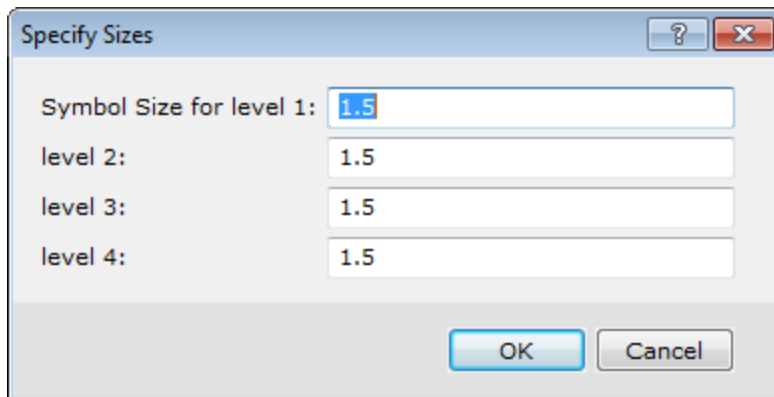 Specify Sizes
Symbol Size for level 1: 1.5
level 2: 1.5
level 3: 1.5
level 4: 1.5
OK Cancel